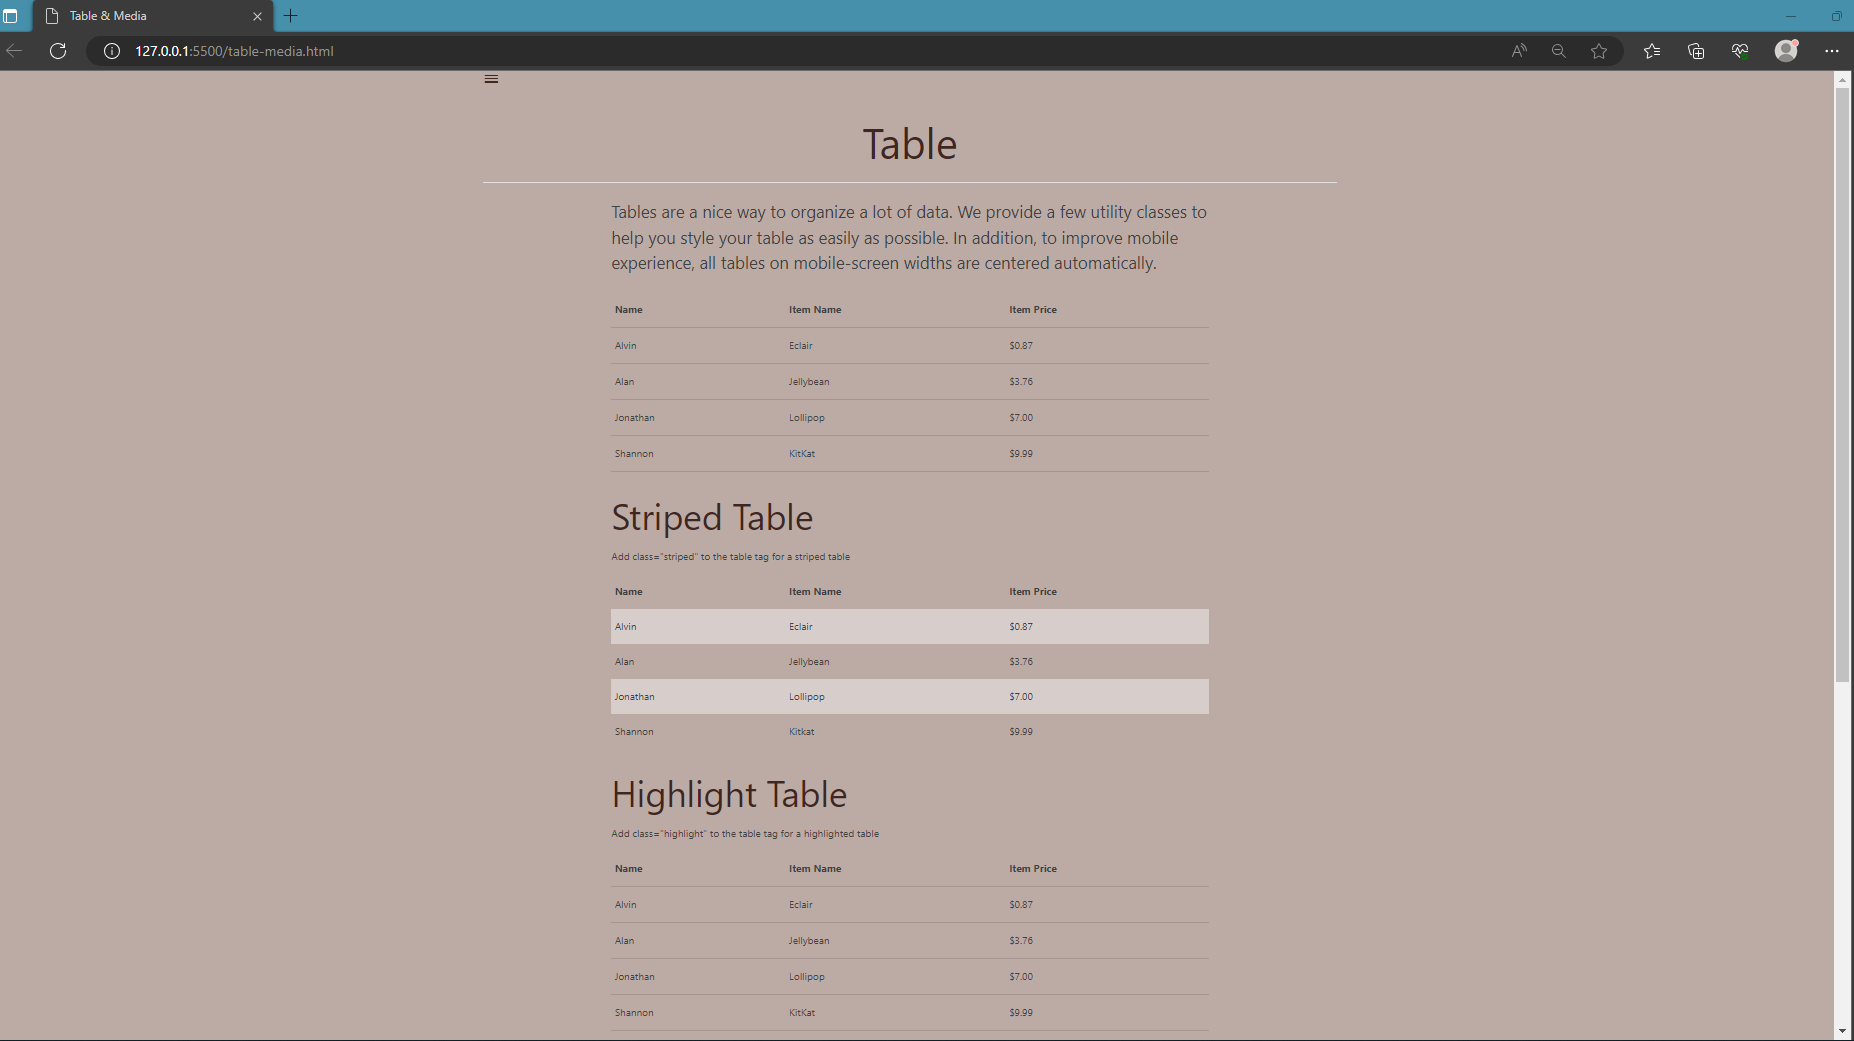 Table & Media
127.0.0.1:5500/table-media.html
Table
Tables are a nice way to organize a lot of data. We provide a few utility classes to
help you style your table as easily as possible. In addition, to improve mobile
experience, all tables on mobile-screen widths are centered automatically.
Name Item Name Item Price
Alvin Eclair $0.87
Alan Jellybean $3.76
Jonathan Lollipop $7.00
Shannon KitKat $9.99
Striped Table
Add class="striped" to the table tag for a striped table
Name Item Name Item Price
Alvin Eclair $0.87
Alan Jellybean $3.76
Jonathan Lollipop $7.00
Shannon Kitkat $9.99
Highlight Table
Add class="highlight" to the table tag for a highlighted table
Name Item Name Item Price
Alvin Eclair $0.87
Alan Jellybean $3.76
Jonathan Lollipop $7.00
Shannon KitKat $9.99